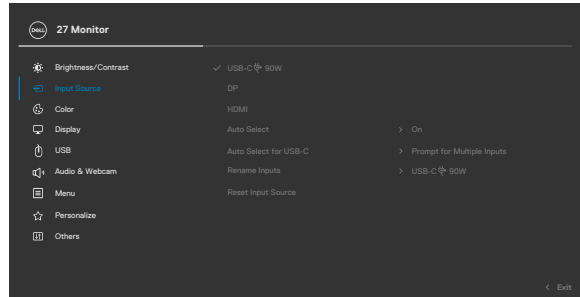 DELL 27 Monitor
Brightness/Contrast ✓ USB-C 90W
Input Source DP
Color HDMI
Display Auto Select > On
USB Auto Select for USB-C > Prompt for Multiple Inputs
Audio & Webcam Rename Inputs > USB-C 90W
Menu Reset Input Source
Personalize
Others
< Exit